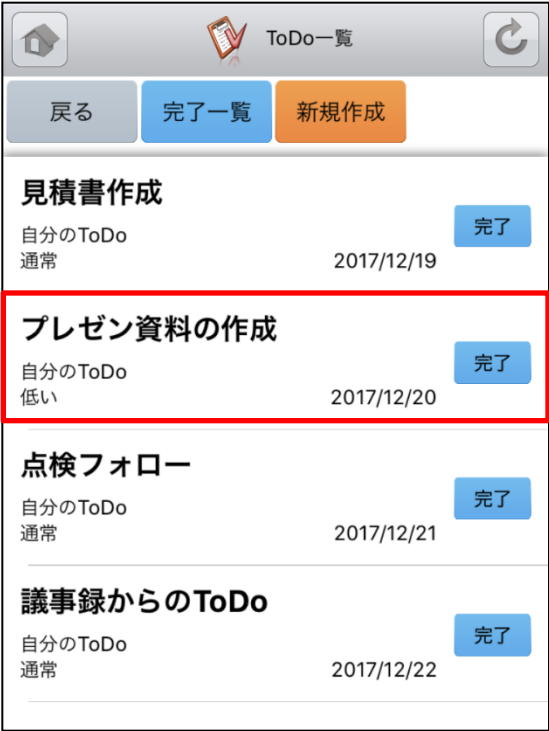 ToDo一覧
戻る 完了一覧 新規作成
見積書作成
自分のToDo
完了
通常 2017/12/19
プレゼン資料の作成
自分のToDo
完了
低い 2017/12/20
点検フォロー
自分のToDo
完了
通常 2017/12/21
議事録からのToDo
自分のToDo
完了
通常 2017/12/22